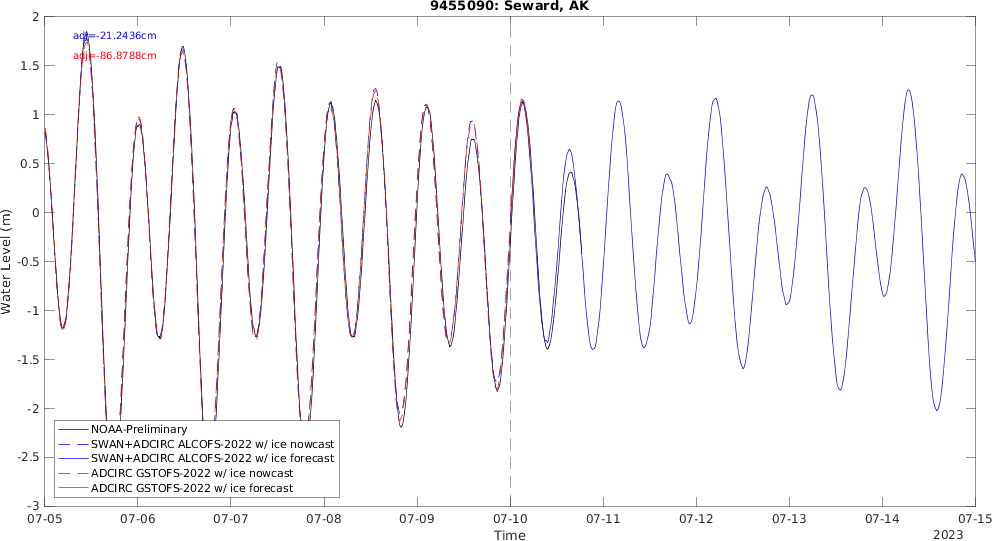 9455090: Seward, AK
adj=-21.2436cm
adj=-86.8788cm
2
1.5
1
0.5
0
-0.5
-1
-1.5
-2
-2.5
-3
Water Level (m)
NOAA-Preliminary
SWAN+ADCIRC ALCOFS-2022 w/ ice nowcast
SWAN+ADCIRC ALCOFS-2022 w/ ice forecast
ADCIRC GSTOFS-2022 w/ ice nowcast
ADCIRC GSTOFS-2022 w/ ice forecast
07-05 07-06 07-07 07-08 07-09 07-10 07-11 07-12 07-13 07-14 07-15
Time
2023